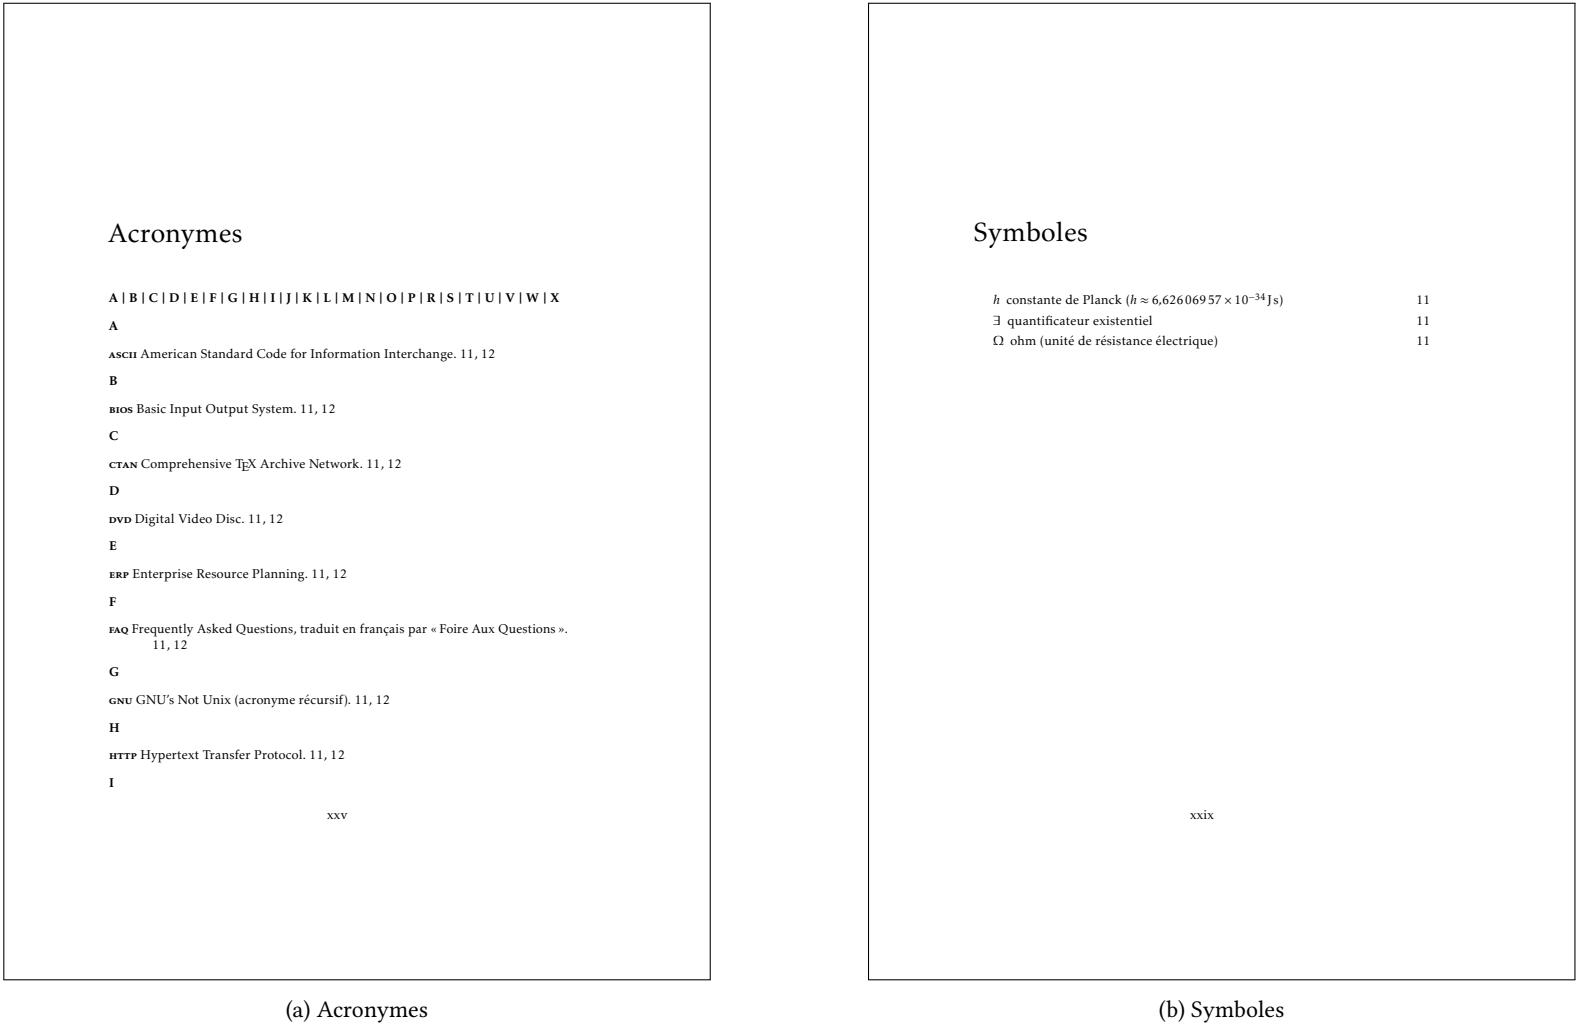 Acronymes
A | B | C | D | E | F | G | H | I | J | K | L | M | N | O | P | R | S | T | U | V | W | X
A
ASCII American Standard Code for Information Interchange. 11, 12
B
BIOS Basic Input Output System. 11, 12
C
CTAN Comprehensive TEX Archive Network. 11, 12
D
DVD Digital Video Disc. 11, 12
E
ERP Enterprise Resource Planning. 11, 12
F
FAQ Frequently Asked Questions, traduit en français par « Foire Aux Questions ».
11, 12
G
GNU GNU's Not Unix (acronyme récursif). 11, 12
H
HTTP Hypertext Transfer Protocol. 11, 12
I
xxv
(a) Acronymes
Symboles
h constante de Planck (h ≈ 6,626 069 57 × 10⁻³⁴ J s) 11
∃ quantificateur existentiel 11
Ω ohm (unité de résistance électrique) 11
xxix
(b) Symboles